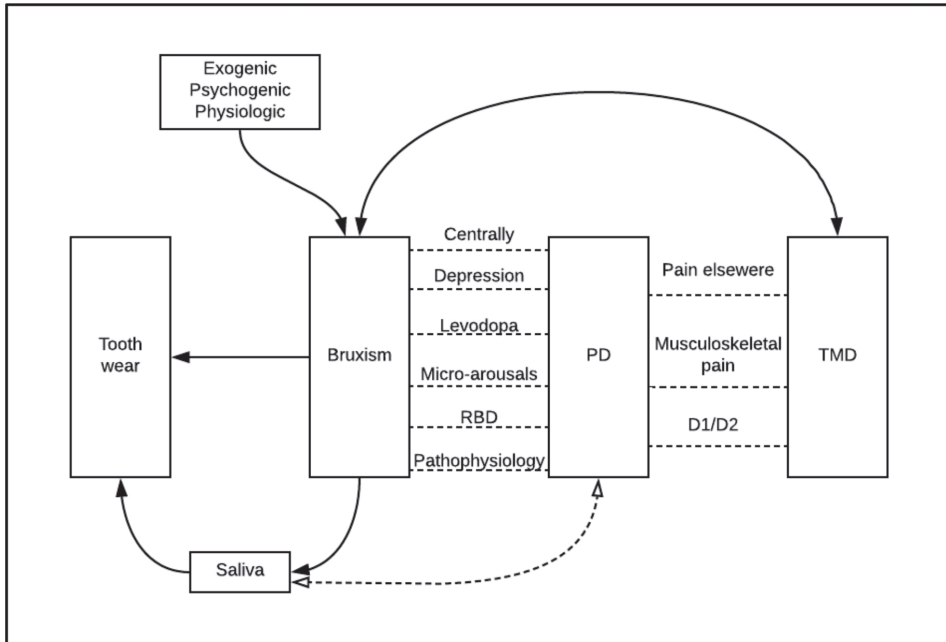 Exogenic
Psychogenic
Physiologic
Centrally
Depression
Levodopa
Micro-arousals
RBD
Pathophysiology
Pain elsewere
Musculoskeletal
pain
D1/D2
Tooth
wear
Bruxism
PD
TMD
Saliva